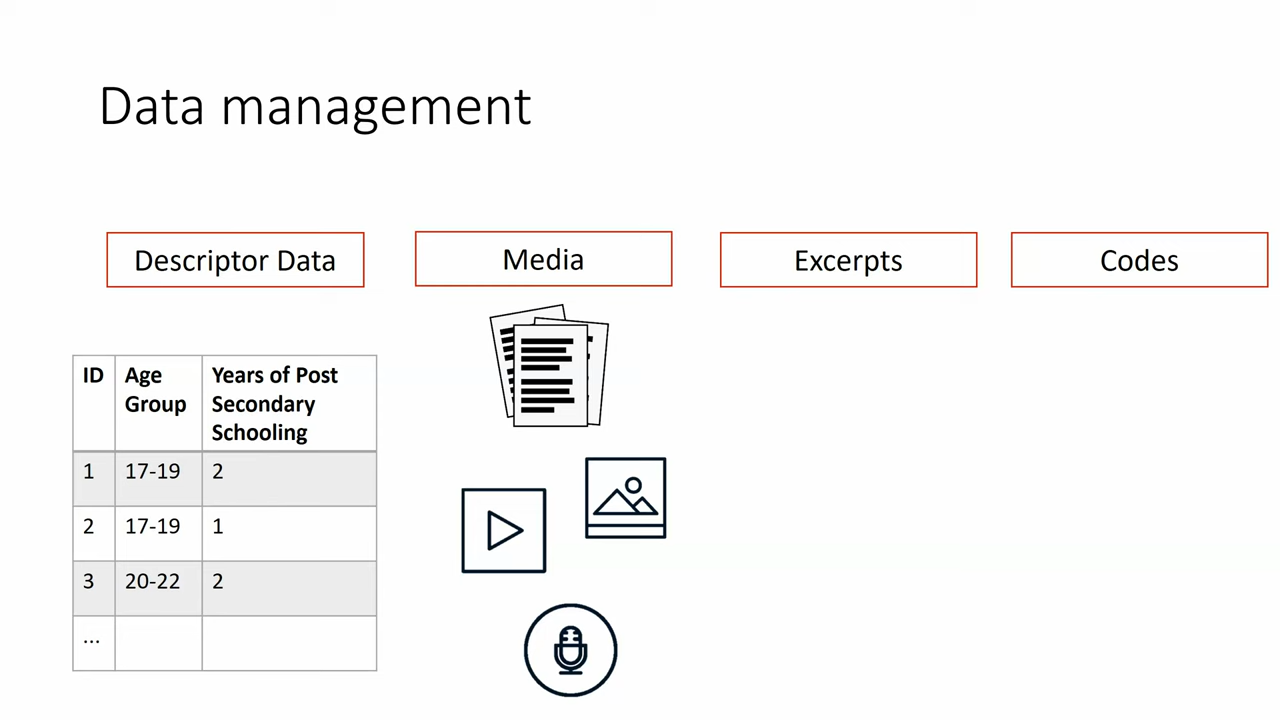 Data management
Descriptor Data
Media
Excerpts
Codes
ID
Age
Group
Years of Post
Secondary
Schooling
1
17-19
2
2
17-19
1
3
20-22
2
...